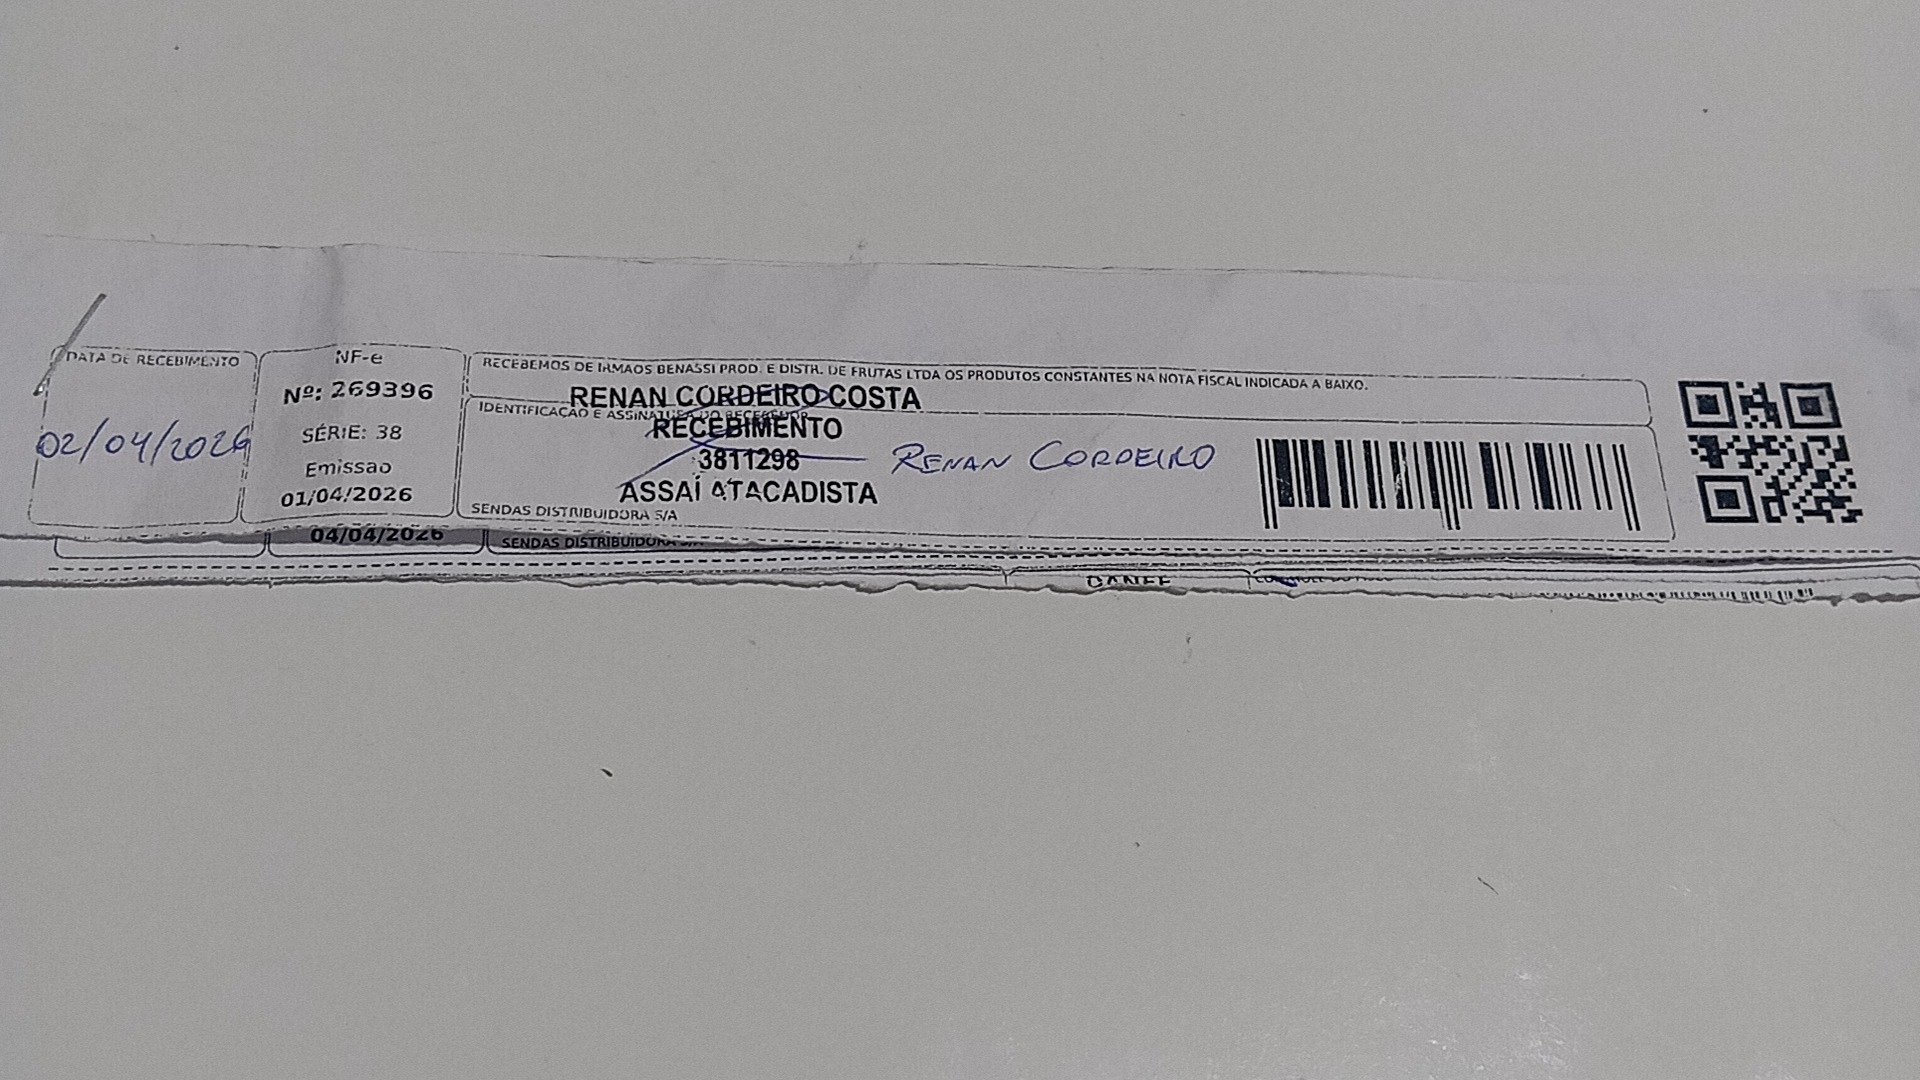 DATA DE RECEBIMENTO
02/04/2026
NF-e
Nº: 269396
SÉRIE: 38
Emissao
01/04/2026
RECEBEMOS DE IRMAOS BENASSI PROD. E DISTR. DE FRUTAS LTDA OS PRODUTOS CONSTANTES NA NOTA FISCAL INDICADA A BAIXO.
RENAN CORDEIRO COSTA
IDENTIFICAÇAO E ASSINATURA DO RECEBEDOR
RECEBIMENTO
3811298
RENAN CORDEIRO
ASSAÍ ATACADISTA
SENDAS DISTRIBUIDORA S/A
04/04/2026
SENDAS DISTRIBUIDORA
DANFE